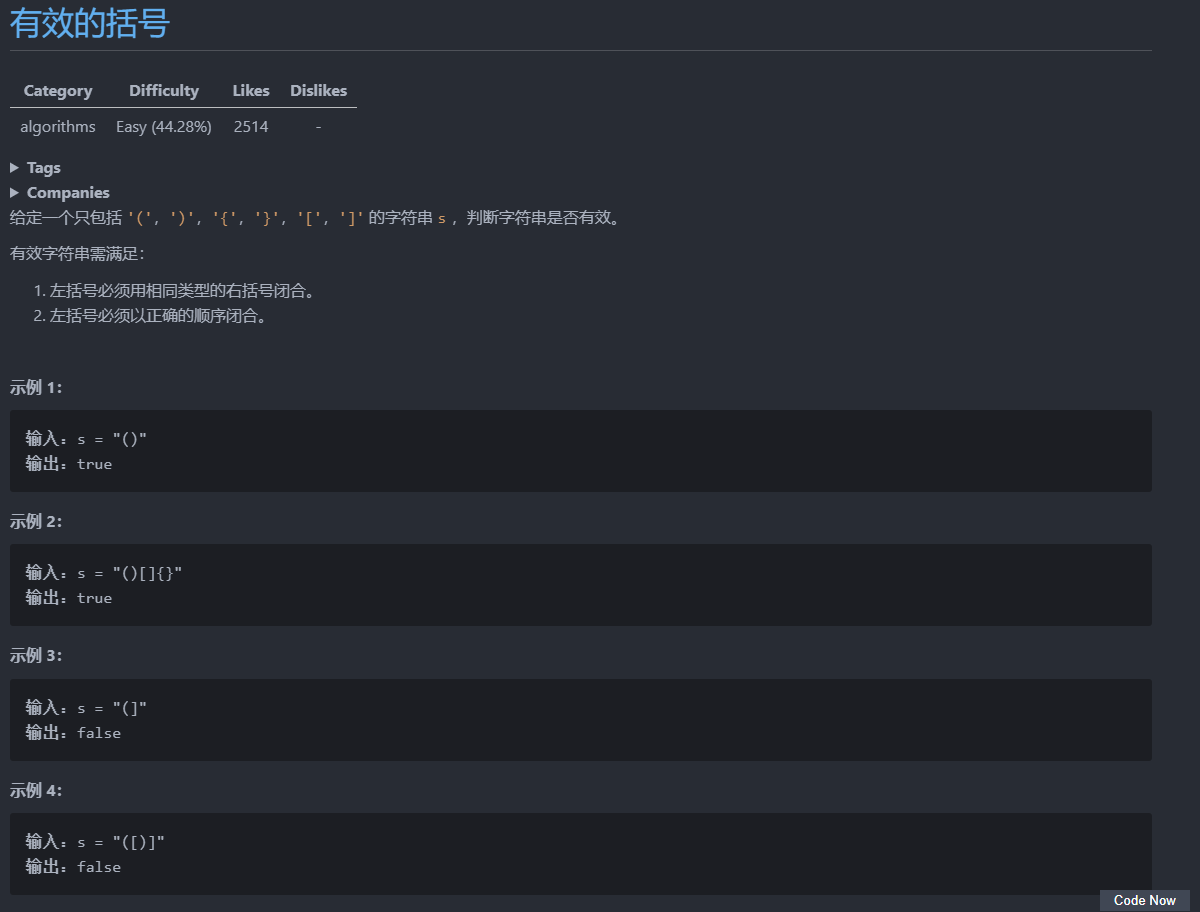 有效的括号
Category Difficulty Likes Dislikes
algorithms Easy (44.28%) 2514 -
Tags
Companies
给定一个只包括 '(', ')', '{', '}', '[', ']' 的字符串 s ，判断字符串是否有效。
有效字符串需满足：
1. 左括号必须用相同类型的右括号闭合。
2. 左括号必须以正确的顺序闭合。
示例 1：
输入：s = "()"
输出：true
示例 2：
输入：s = "()[]{}"
输出：true
示例 3：
输入：s = "(]"
输出：false
示例 4：
输入：s = "([)]"
输出：false
Code Now